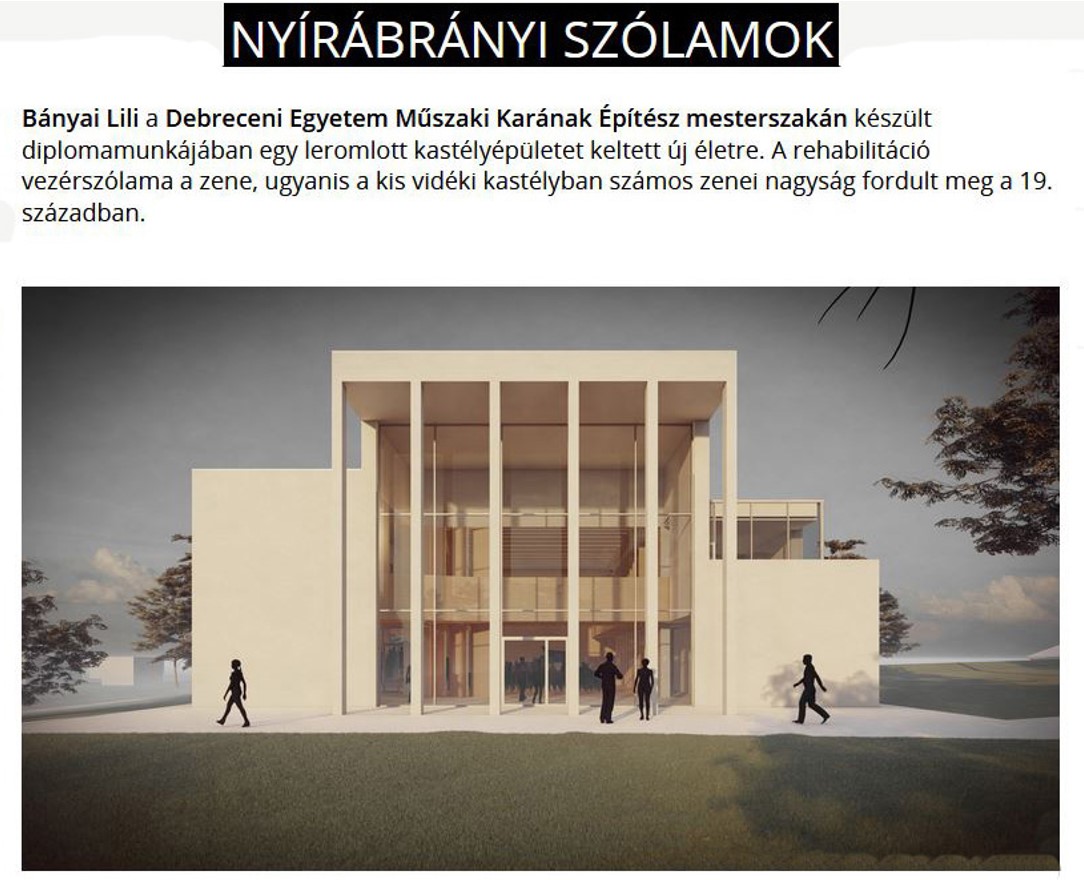 NYÍRÁBRÁNYI SZÓLAMOK
Bányai Lili a Debreceni Egyetem Műszaki Karának Építész mesterszakán készült
diplomamunkájában egy leromlott kastélyépületet keltett új életre. A rehabilitáció
vezérszólama a zene, ugyanis a kis vidéki kastélyban számos zenei nagyság fordult meg a 19.
században.